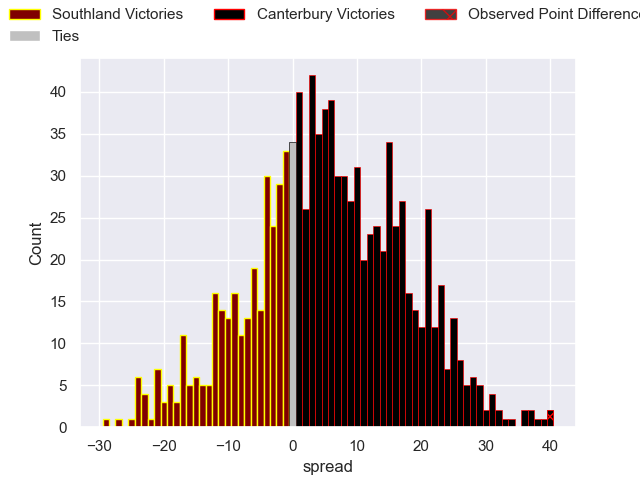 Southland Victories Canterbury Victories Observed Point Difference
Ties
40
35
30
25
20
15
10
5
0
Count
−30 −20 −10 0 10 20 30 40
spread